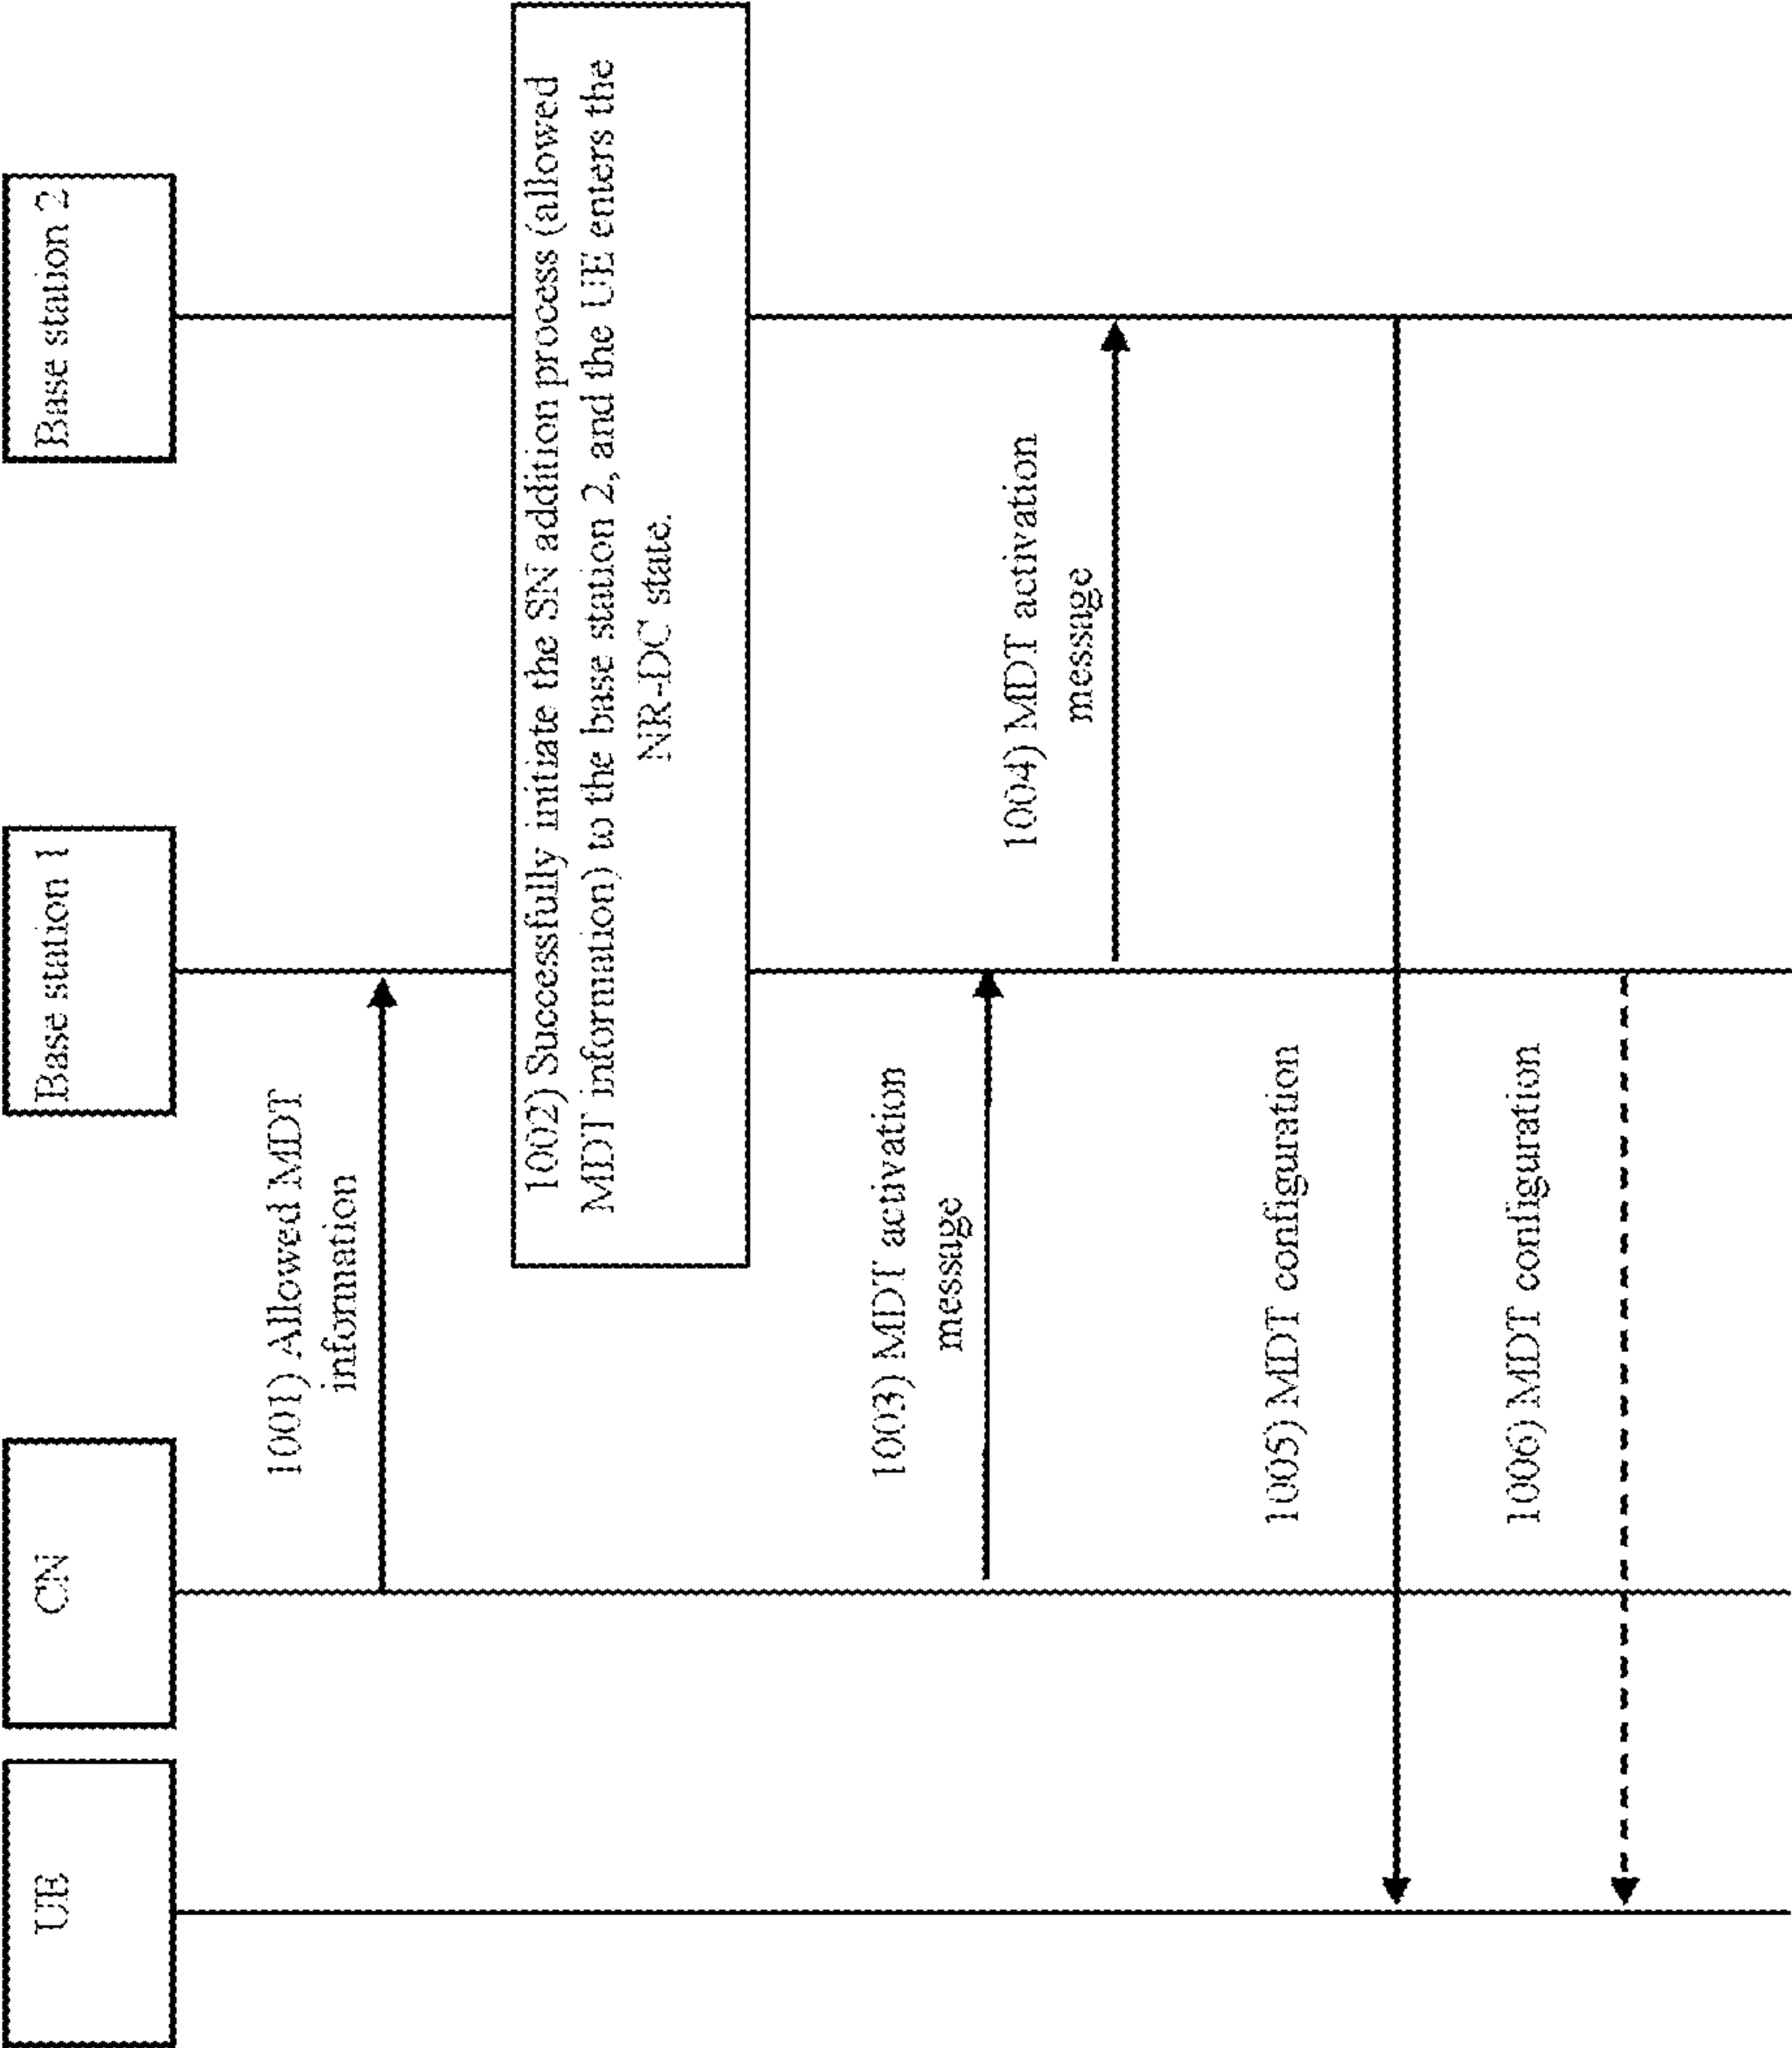 UE
CN
Base station 1
Base station 2
1001) Allowed MDT
information
1002) Successfully initiate the SN addition process (allowed
MDT information) to the base station 2, and the UE enters the
NR-DC state.
1003) MDT activation
message
1004) MDT activation
message
1005) MDT configuration
1006) MDT configuration